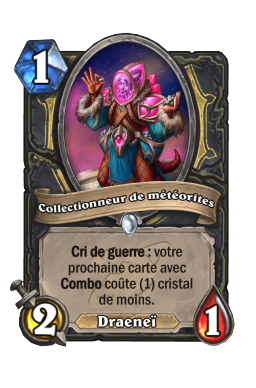 1
Collectionneur de météorites
Cri de guerre : votre
prochaine carte avec
Combo coûte (1) cristal
de moins.
2
Draeneï
1